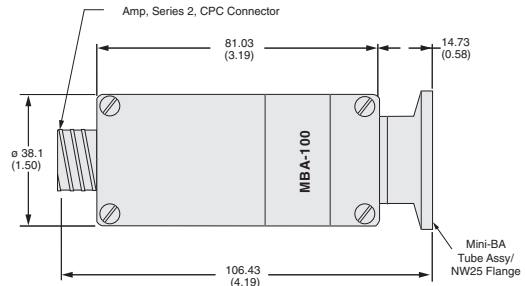 Amp, Series 2, CPC Connector
81.03
(3.19)
14.73
(0.58)
ø 38.1
(1.50)
MBA-100
Mini-BA
Tube Assy/
NW25 Flange
106.43
(4.19)